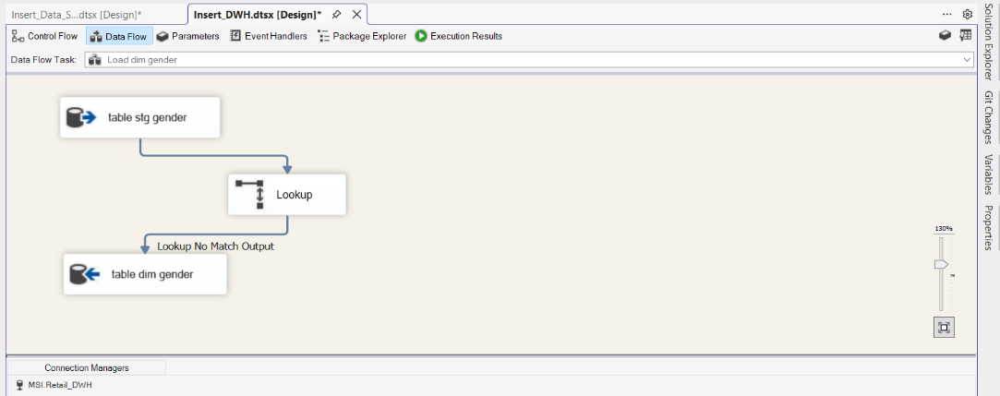 Insert_Data_S...dtsx [Design]*
Insert_DWH.dtsx [Design]*
Control Flow
Data Flow
Parameters
Event Handlers
Package Explorer
Execution Results
Data Flow Task:
Load dim gender
table stg gender
Lookup
Lookup No Match Output
table dim gender
130%
Connection Managers
MSI.Retail_DWH
Solution Explorer
Git Changes
Variables
Properties